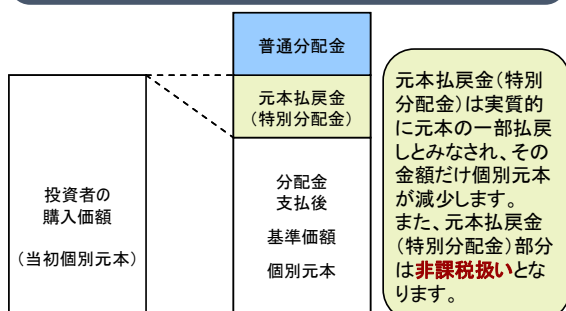 普通分配金
元本払戻金
（特別分配金）
投資者の
購入価額
（当初個別元本）
分配金
支払後
基準価額
個別元本
元本払戻金(特別
分配金)は実質的
に元本の一部払戻
しとみなされ、その
金額だけ個別元本
が減少します。
また、元本払戻金
(特別分配金)部分
は非課税扱いとな
ります。